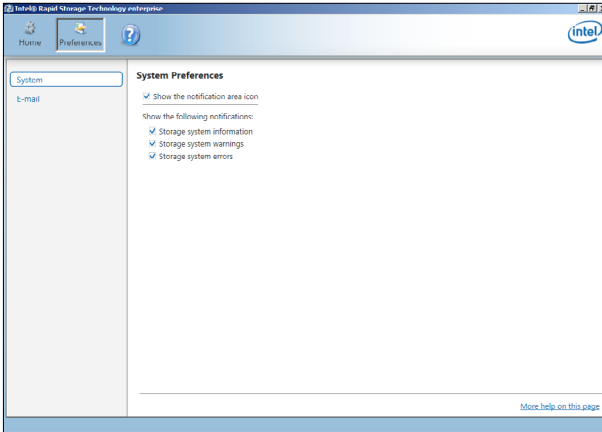 Intel® Rapid Storage Technology enterprise
Home
Preferences
?
intel
System
E-mail
System Preferences
Show the notification area icon
Show the following notifications:
Storage system information
Storage system warnings
Storage system errors
More help on this page